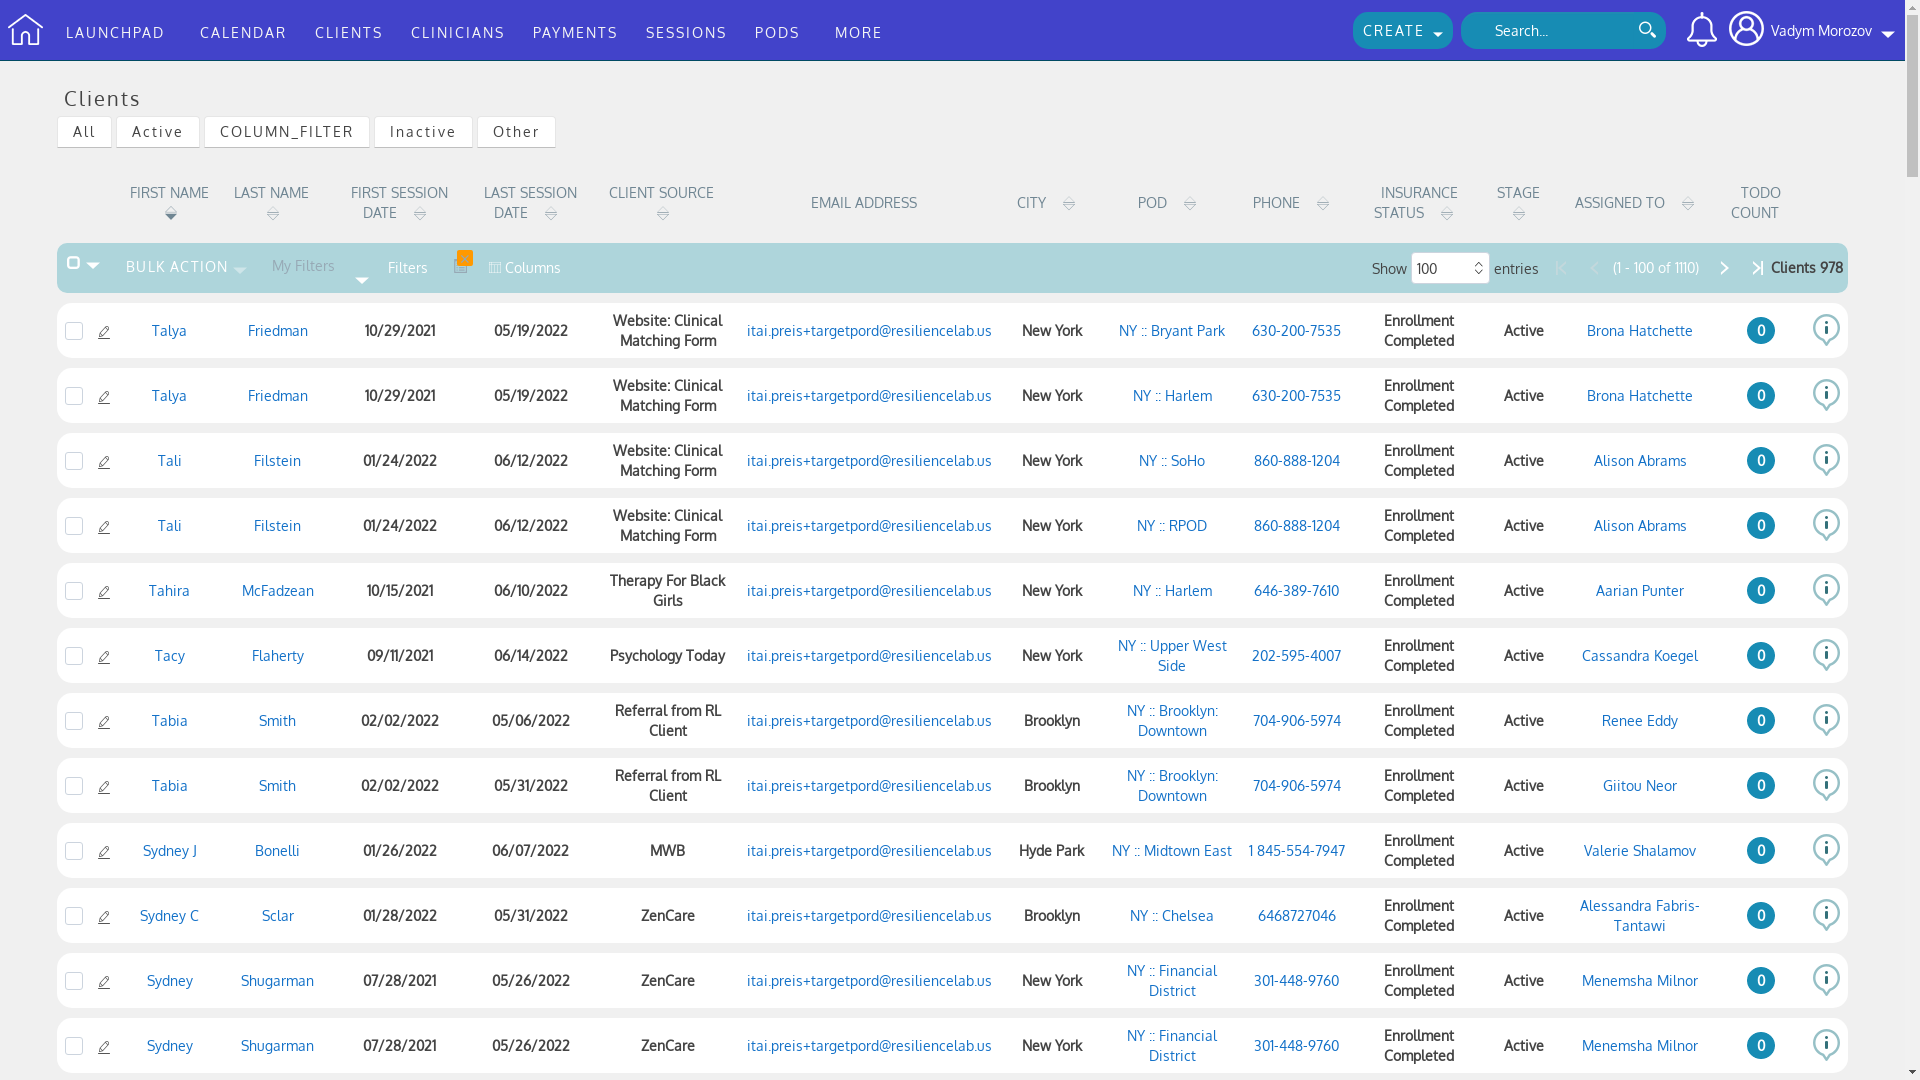 LAUNCHPAD CALENDAR CLIENTS CLINICIANS PAYMENTS SESSIONS PODS MORE CREATE Search... Vadym Morozov
Clients
All Active COLUMN_FILTER Inactive Other
FIRST NAME LAST NAME FIRST SESSION DATE LAST SESSION DATE CLIENT SOURCE EMAIL ADDRESS CITY POD PHONE INSURANCE STATUS STAGE ASSIGNED TO TODO COUNT
BULK ACTION My Filters Filters Columns Show 100 entries (1 - 100 of 1110) Clients 978
Talya Friedman 10/29/2021 05/19/2022 Website: Clinical Matching Form itai.preis+targetpord@resiliencelab.us New York NY :: Bryant Park 630-200-7535 Enrollment Completed Active Brona Hatchette 0
Talya Friedman 10/29/2021 05/19/2022 Website: Clinical Matching Form itai.preis+targetpord@resiliencelab.us New York NY :: Harlem 630-200-7535 Enrollment Completed Active Brona Hatchette 0
Tali Filstein 01/24/2022 06/12/2022 Website: Clinical Matching Form itai.preis+targetpord@resiliencelab.us New York NY :: SoHo 860-888-1204 Enrollment Completed Active Alison Abrams 0
Tali Filstein 01/24/2022 06/12/2022 Website: Clinical Matching Form itai.preis+targetpord@resiliencelab.us New York NY :: RPOD 860-888-1204 Enrollment Completed Active Alison Abrams 0
Tahira McFadzean 10/15/2021 06/10/2022 Therapy For Black Girls itai.preis+targetpord@resiliencelab.us New York NY :: Harlem 646-389-7610 Enrollment Completed Active Aarian Punter 0
Tacy Flaherty 09/11/2021 06/14/2022 Psychology Today itai.preis+targetpord@resiliencelab.us New York NY :: Upper West Side 202-595-4007 Enrollment Completed Active Cassandra Koegel 0
Tabia Smith 02/02/2022 05/06/2022 Referral from RL Client itai.preis+targetpord@resiliencelab.us Brooklyn NY :: Brooklyn: Downtown 704-906-5974 Enrollment Completed Active Renee Eddy 0
Tabia Smith 02/02/2022 05/31/2022 Referral from RL Client itai.preis+targetpord@resiliencelab.us Brooklyn NY :: Brooklyn: Downtown 704-906-5974 Enrollment Completed Active Giitou Neor 0
Sydney J Bonelli 01/26/2022 06/07/2022 MWB itai.preis+targetpord@resiliencelab.us Hyde Park NY :: Midtown East 1 845-554-7947 Enrollment Completed Active Valerie Shalamov 0
Sydney C Sclar 01/28/2022 05/31/2022 ZenCare itai.preis+targetpord@resiliencelab.us Brooklyn NY :: Chelsea 6468727046 Enrollment Completed Active Alessandra Fabris-Tantawi 0
Sydney Shugarman 07/28/2021 05/26/2022 ZenCare itai.preis+targetpord@resiliencelab.us New York NY :: Financial District 301-448-9760 Enrollment Completed Active Menemsha Milnor 0
Sydney Shugarman 07/28/2021 05/26/2022 ZenCare itai.preis+targetpord@resiliencelab.us New York NY :: Financial District 301-448-9760 Enrollment Completed Active Menemsha Milnor 0